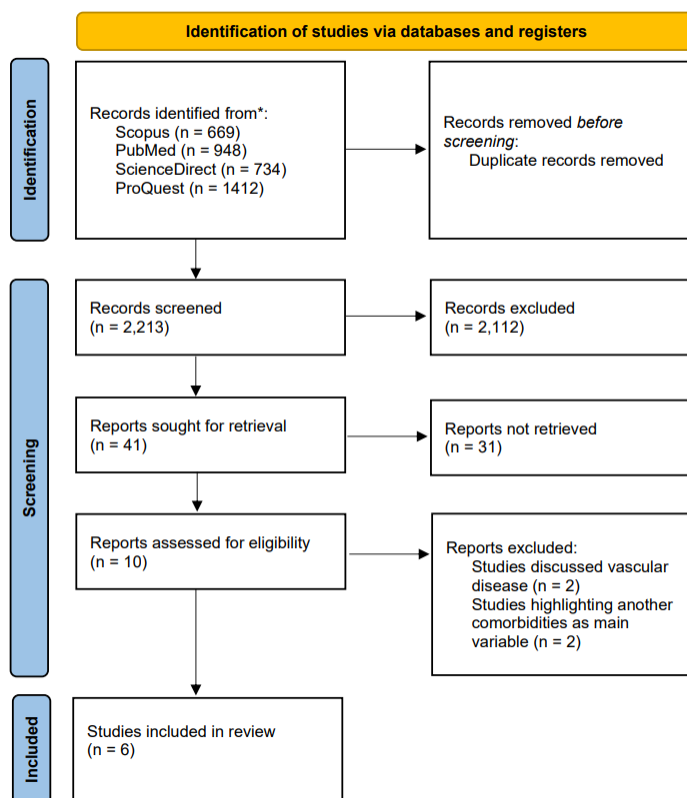 Identification of studies via databases and registers
Identification
Records identified from*:
Scopus (n = 669)
PubMed (n = 948)
ScienceDirect (n = 734)
ProQuest (n = 1412)
Records removed before
screening:
Duplicate records removed
Screening
Records screened
(n = 2,213)
Records excluded
(n = 2,112)
Reports sought for retrieval
(n = 41)
Reports not retrieved
(n = 31)
Reports assessed for eligibility
(n = 10)
Reports excluded:
Studies discussed vascular
disease (n = 2)
Studies highlighting another
comorbidities as main
variable (n = 2)
Included
Studies included in review
(n = 6)